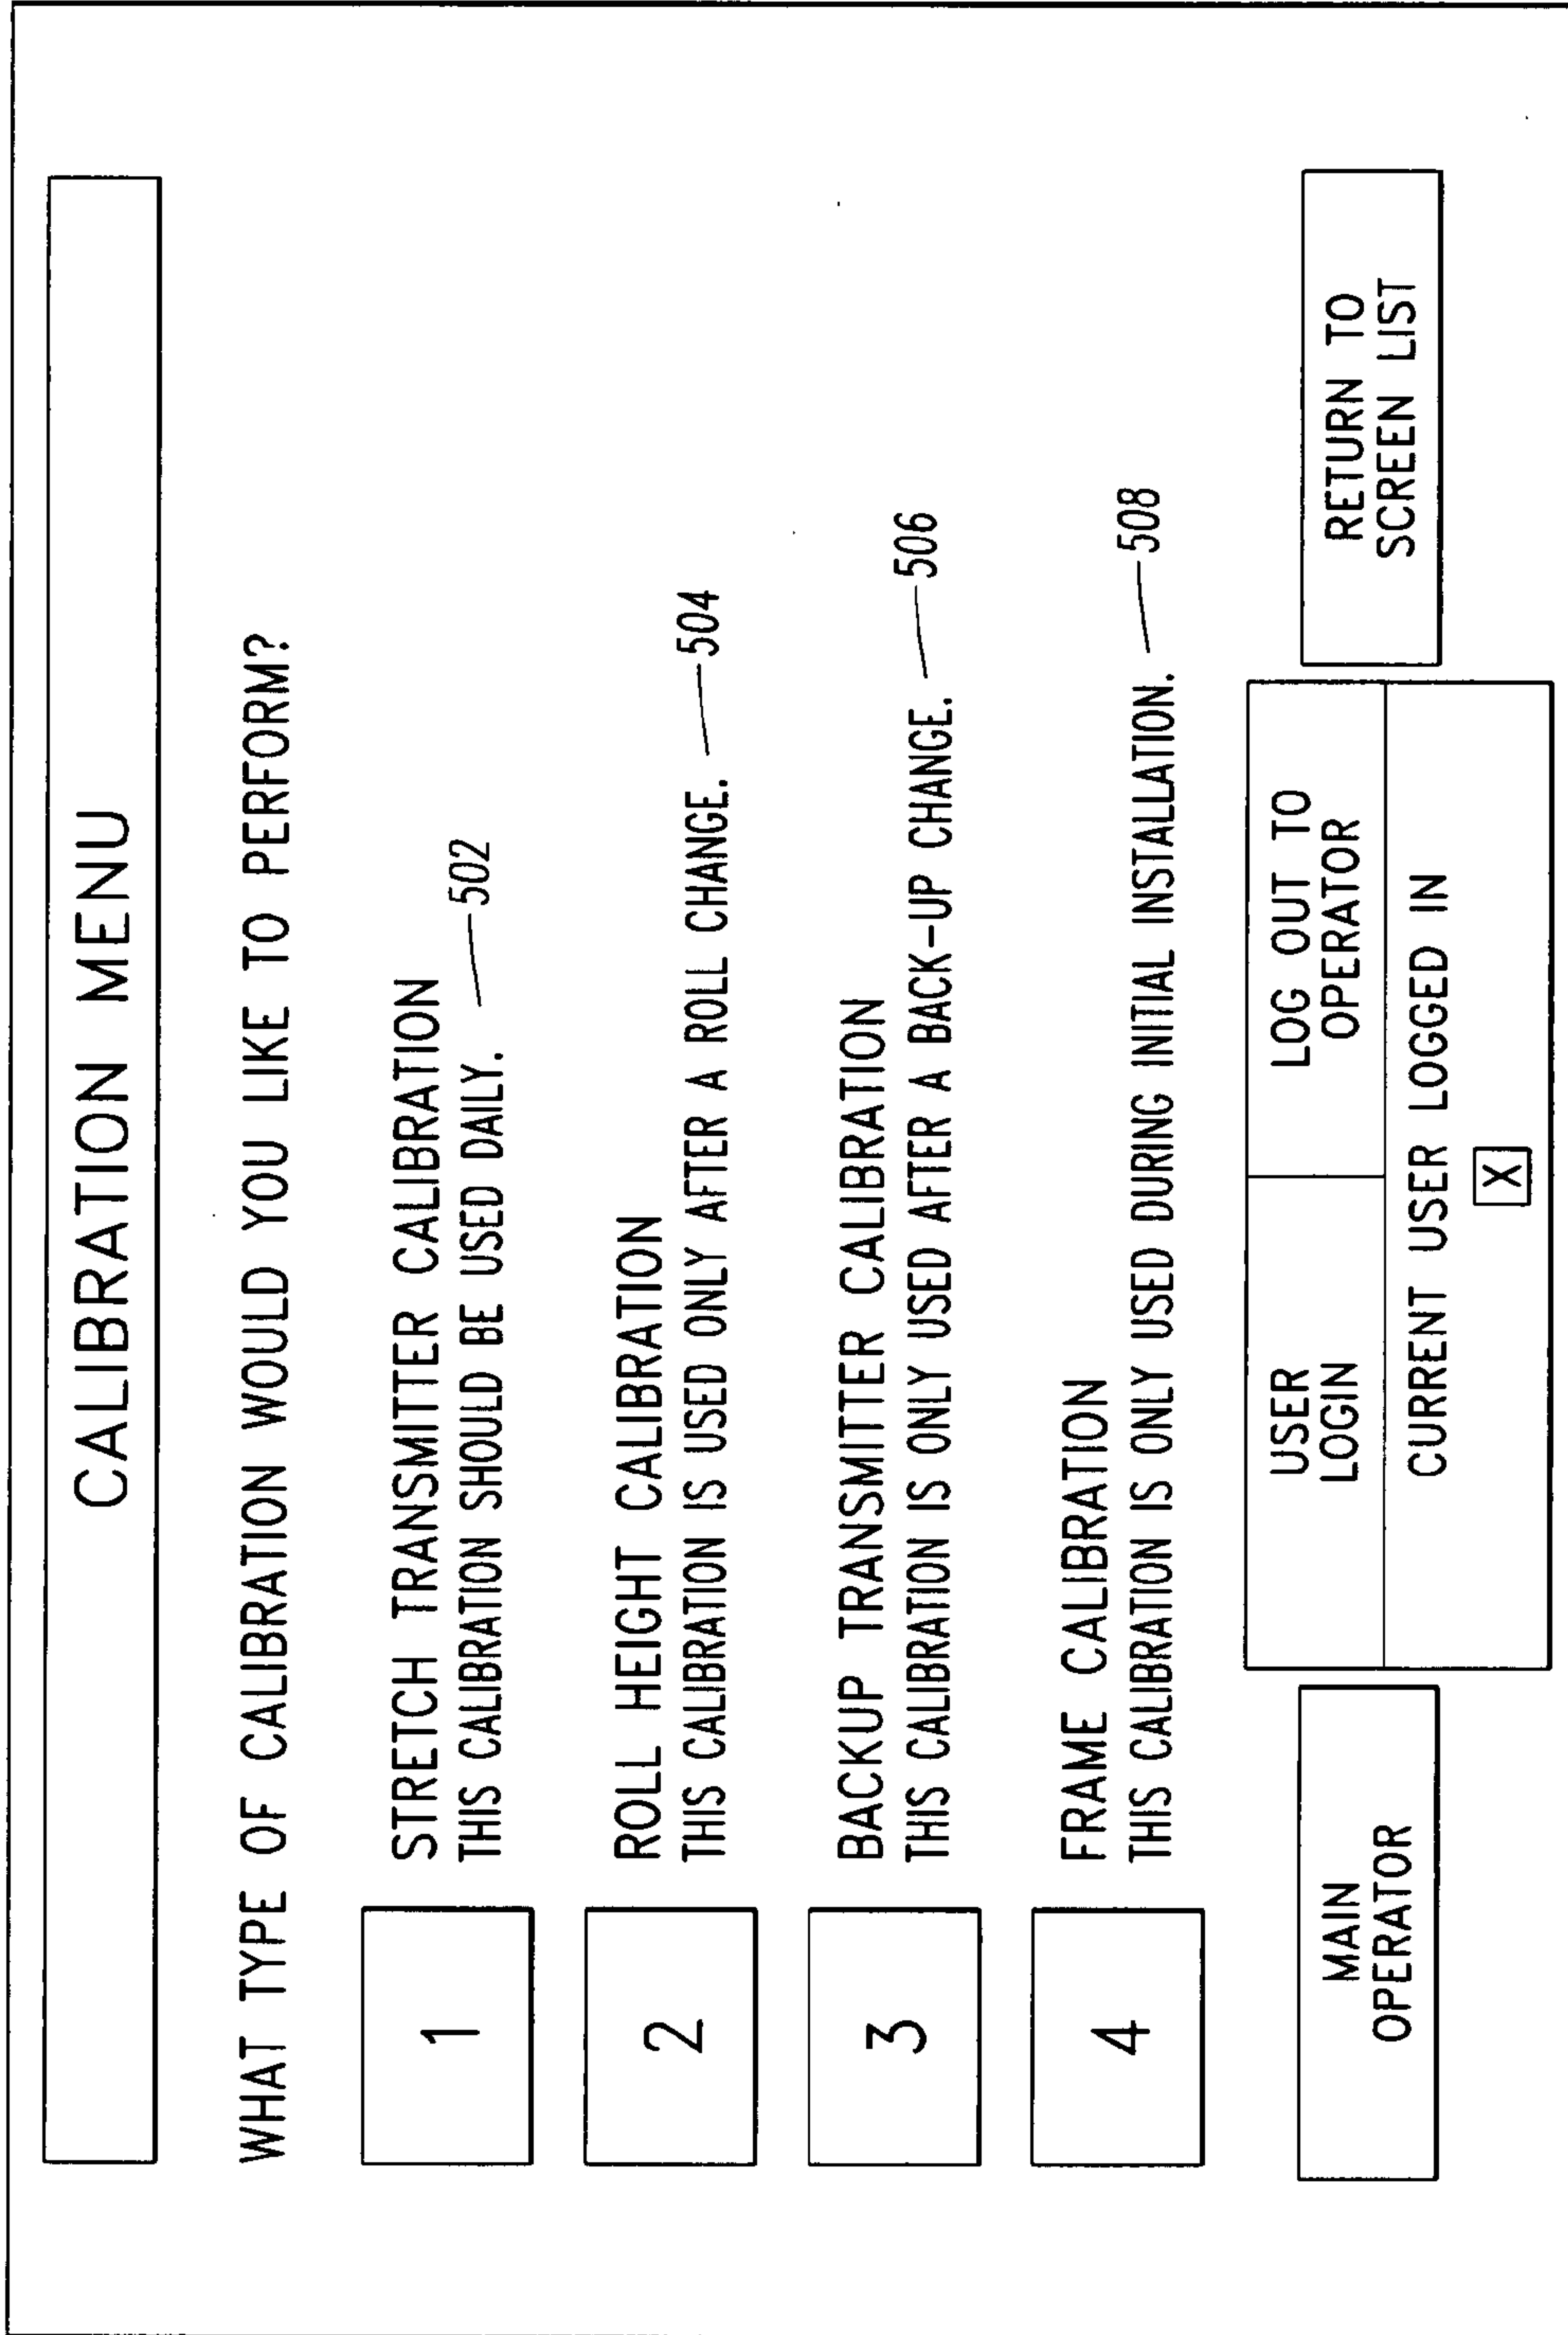 CALIBRATION MENU
WHAT TYPE OF CALIBRATION WOULD YOU LIKE TO PERFORM?
1
STRETCH TRANSMITTER CALIBRATION
THIS CALIBRATION SHOULD BE USED DAILY. 502
2
ROLL HEIGHT CALIBRATION
THIS CALIBRATION IS USED ONLY AFTER A ROLL CHANGE. 504
3
BACKUP TRANSMITTER CALIBRATION
THIS CALIBRATION IS ONLY USED AFTER A BACK-UP CHANGE. 506
4
FRAME CALIBRATION
THIS CALIBRATION IS ONLY USED DURING INITIAL INSTALLATION. 508
MAIN
OPERATOR
USER
LOGIN
LOG OUT TO
OPERATOR
CURRENT USER LOGGED IN
X
RETURN TO
SCREEN LIST